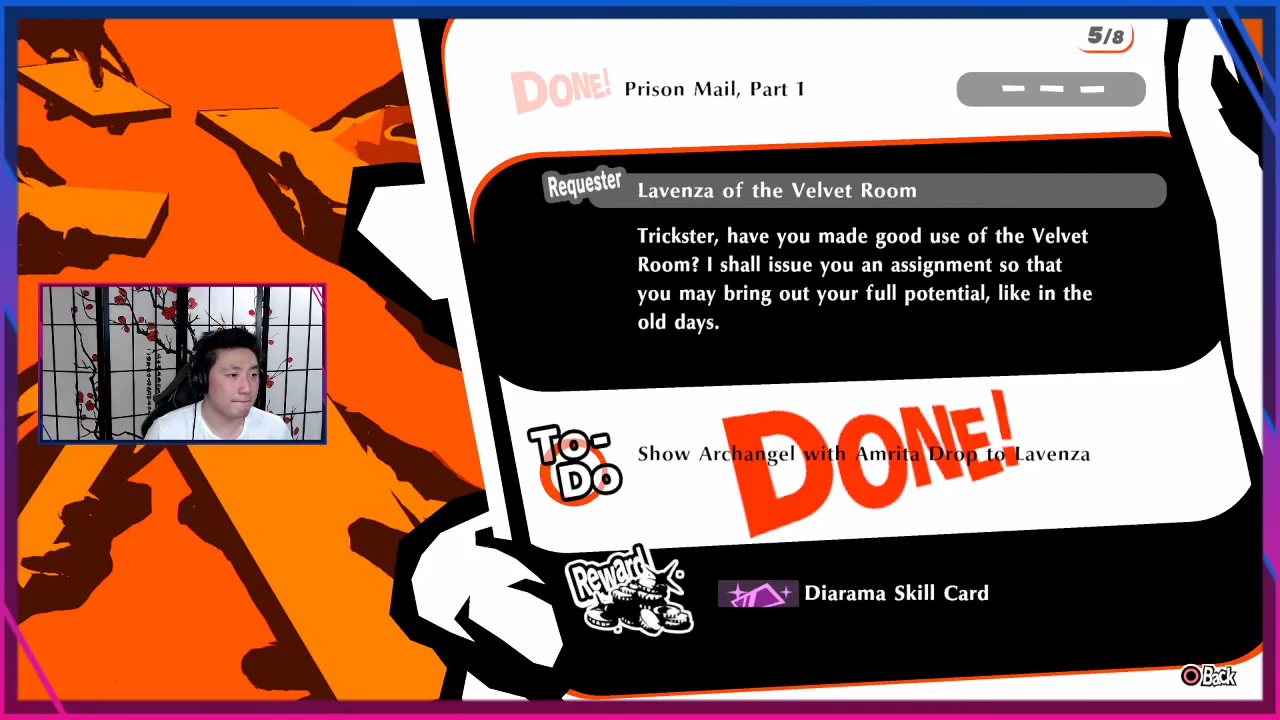 5/8
DONE! Prison Mail, Part 1
Requester Lavenza of the Velvet Room
Trickster, have you made good use of the Velvet
Room? I shall issue you an assignment so that
you may bring out your full potential, like in the
old days.
To-Do
Show Archangel with Amrita Drop to Lavenza
DONE!
Reward Diarama Skill Card
Back